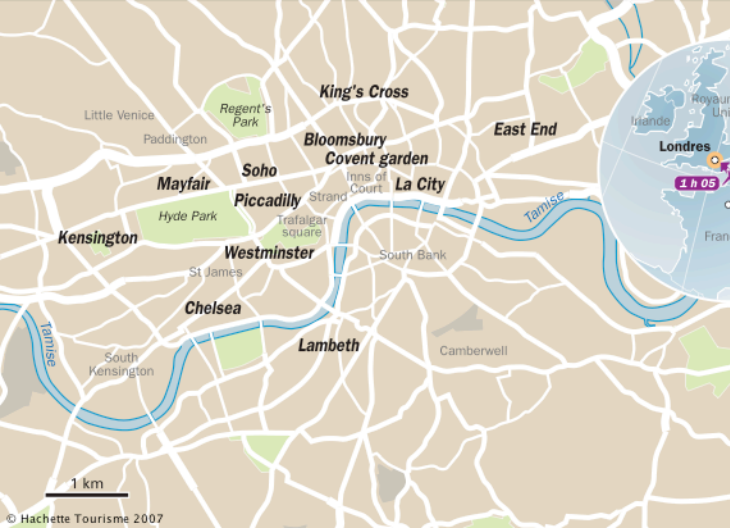 King's Cross
Regent's
Park
Little Venice
Paddington
East End
Bloomsbury
Covent garden
Soho
Inns of
Court
La City
Mayfair
Strand
Piccadilly
Hyde Park
Trafalgar
square
Tamise
Kensington
Westminster
South Bank
St James
Chelsea
Tamise
Lambeth
Camberwell
South
Kensington
Irlande
Royau
Uni
Londres
1 h 05
Fran
1 km
© Hachette Tourisme 2007